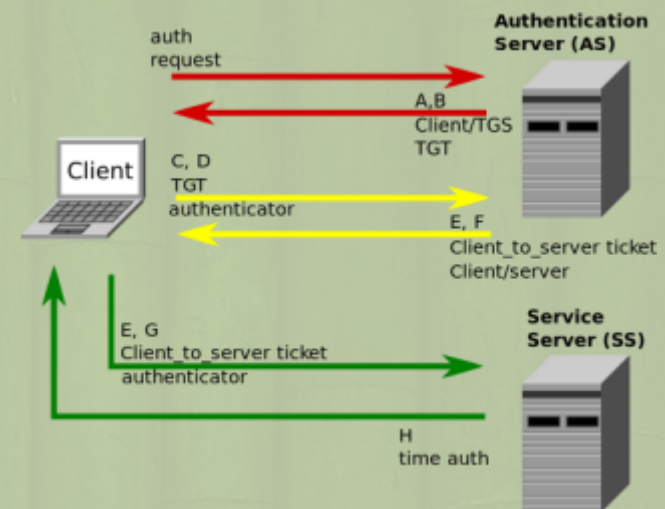 Authentication
Server (AS)
auth
request
A,B
Client/TGS
TGT
Client
C, D
TGT
authenticator
E, F
Client_to_server ticket
Client/server
Service
Server (SS)
E, G
Client_to_server ticket
authenticator
H
time auth